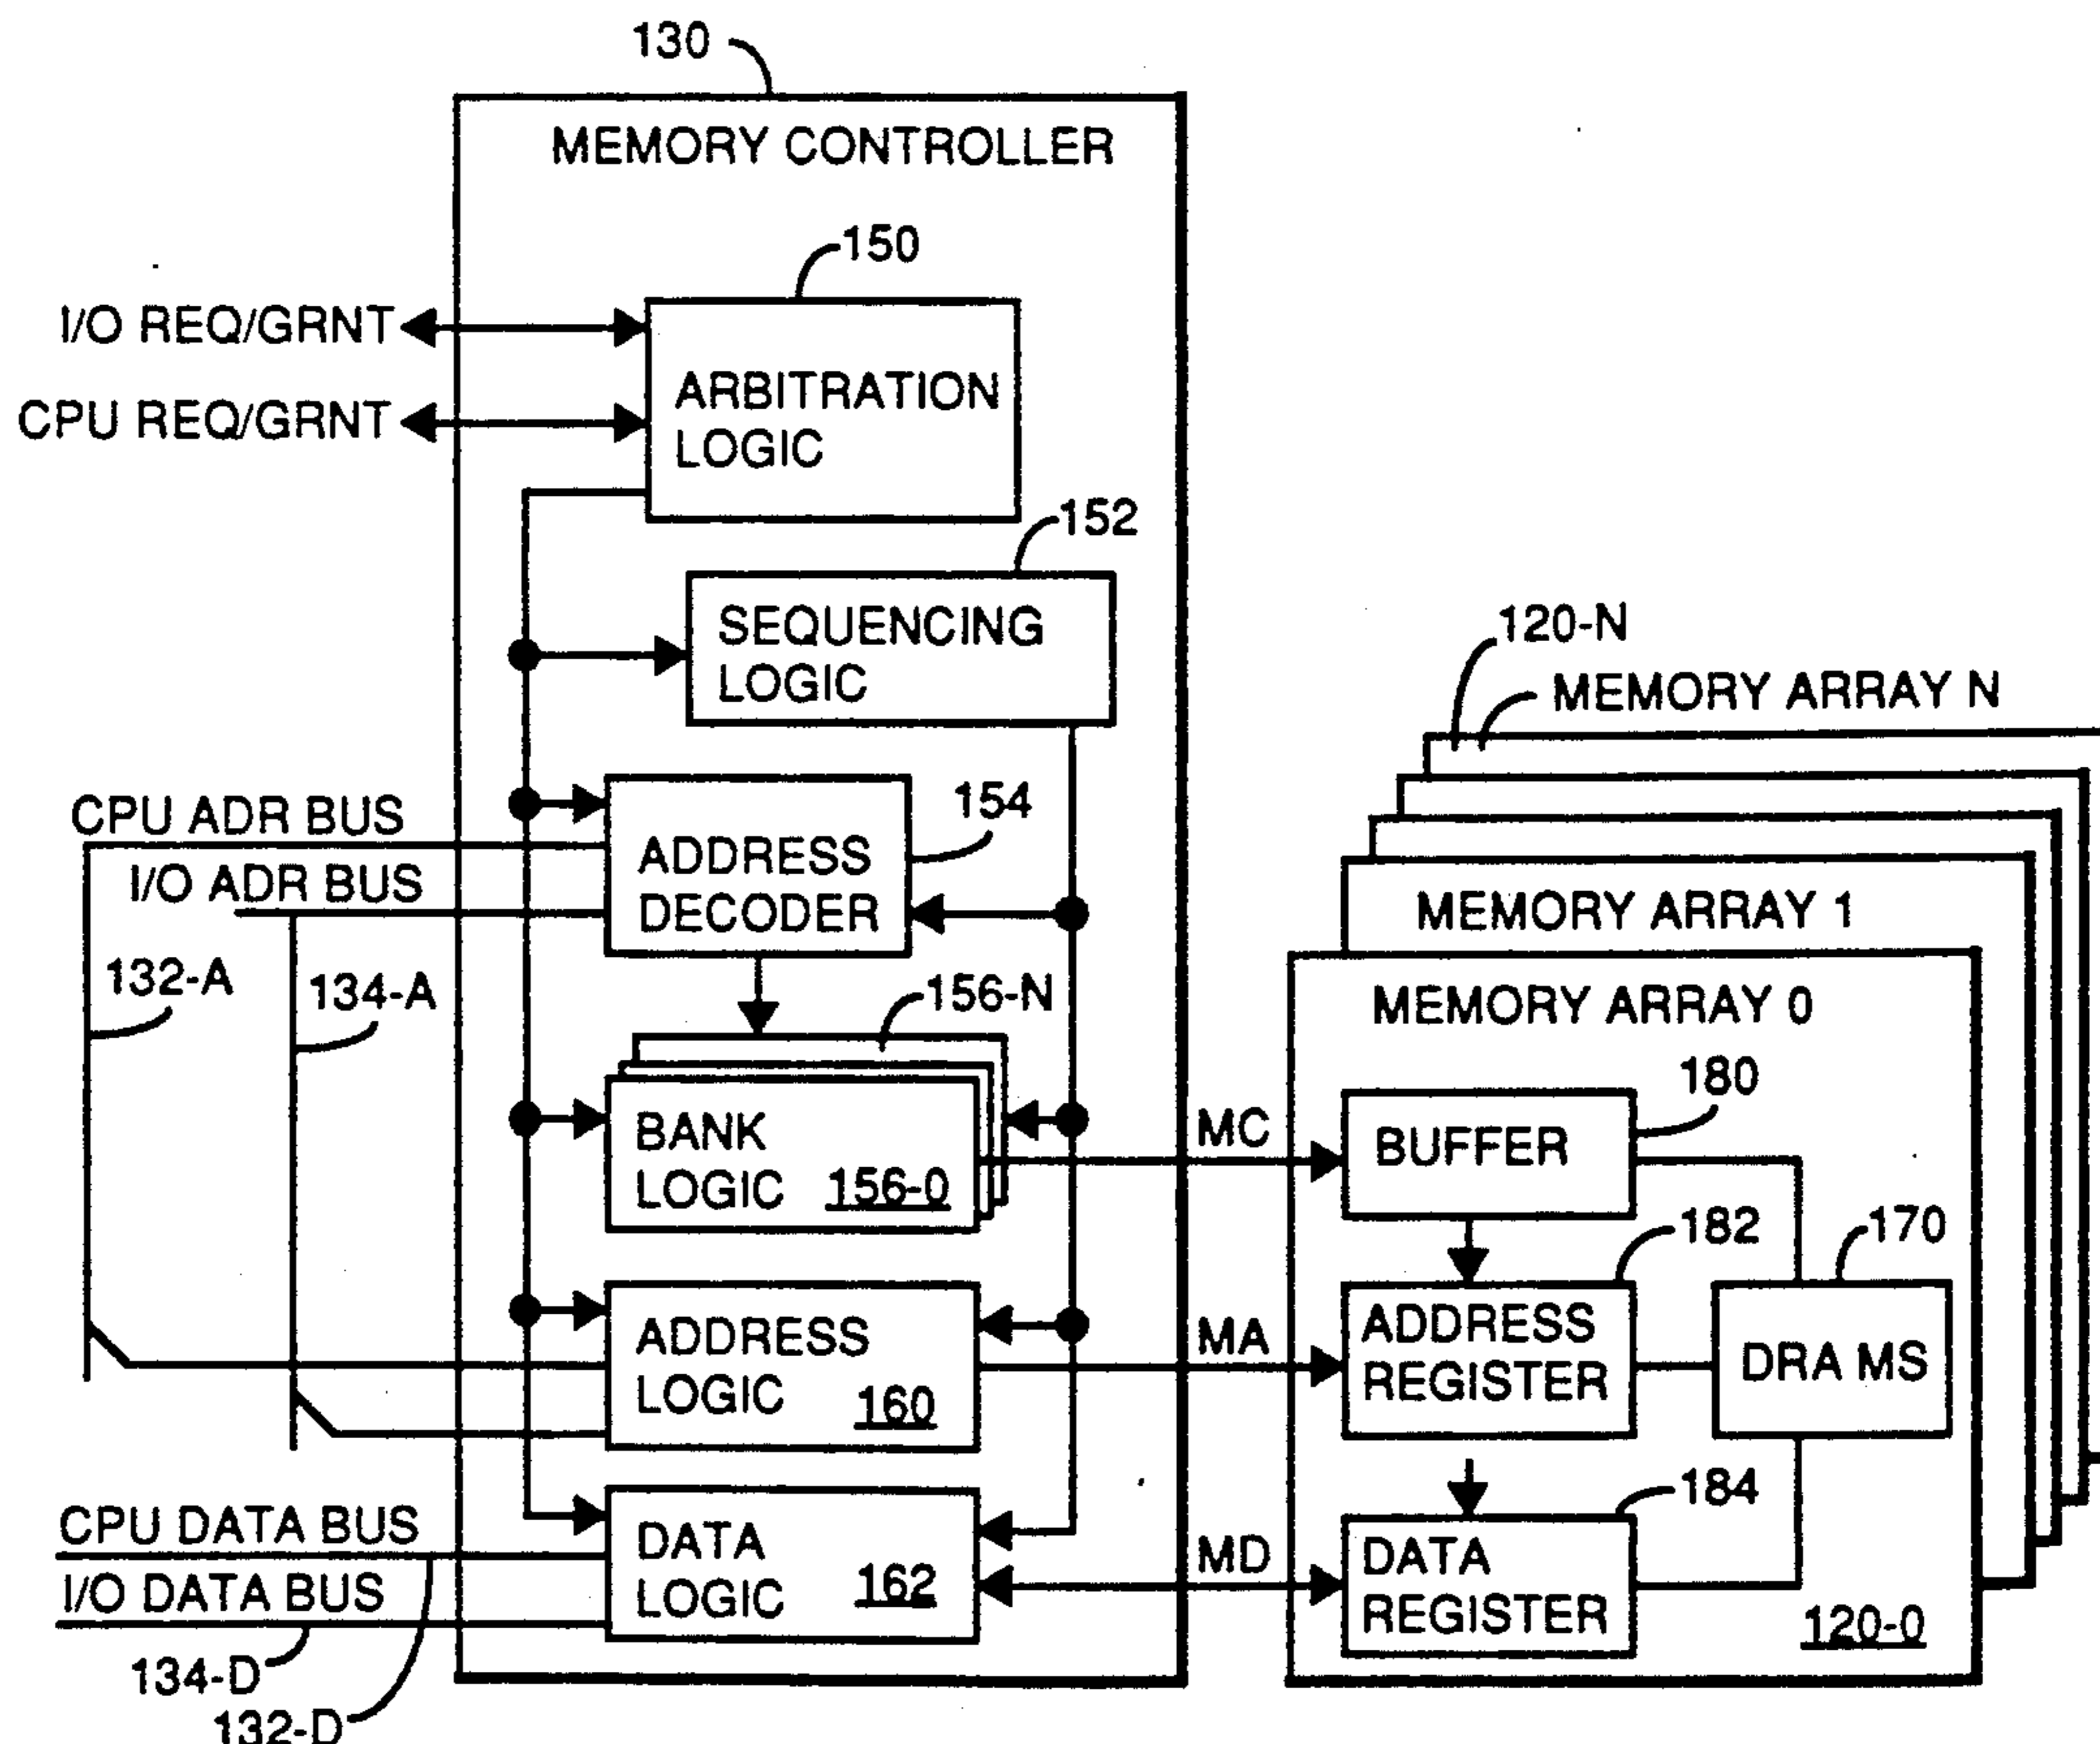 130
MEMORY CONTROLLER
150
I/O REQ/GRNT
ARBITRATION
LOGIC
CPU REQ/GRNT
152
SEQUENCING
LOGIC
120-N
MEMORY ARRAY N
CPU ADR BUS
154
ADDRESS
DECODER
I/O ADR BUS
MEMORY ARRAY 1
132-A
134-A
156-N
MEMORY ARRAY 0
180
BANK
LOGIC
156-0
MC
BUFFER
182
170
ADDRESS
LOGIC
160
MA
ADDRESS
REGISTER
DRA MS
184
CPU DATA BUS
I/O DATA BUS
DATA
LOGIC
162
MD
DATA
REGISTER
120-0
134-D
132-D